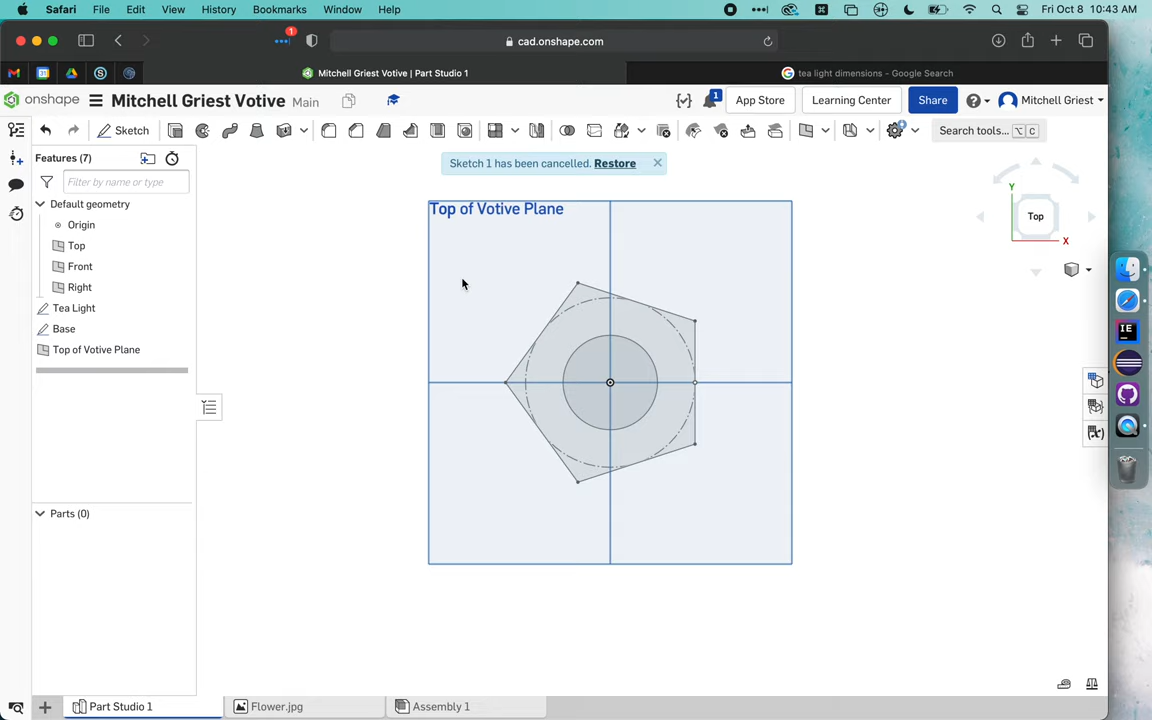 Safari File Edit View History Bookmarks Window Help
Fri Oct 8 10:43 AM
1
cad.onshape.com
Mitchell Griest Votive | Part Studio 1
tea light dimensions - Google Search
onshape
Mitchell Griest Votive Main
1
App Store
Learning Center
Share
Mitchell Griest
Sketch
Search tools... ⌥ C
Features (7)
Filter by name or type
Default geometry
Origin
Top
Front
Right
Tea Light
Base
Top of Votive Plane
Parts (0)
Sketch 1 has been cancelled. Restore
Top of Votive Plane
Y
Top
X
Part Studio 1
Flower.jpg
Assembly 1